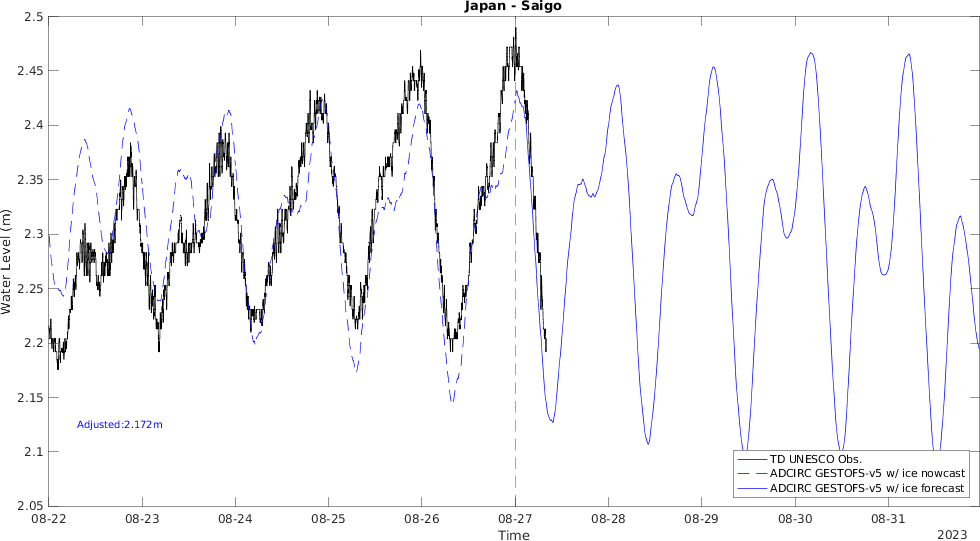 Japan - Saigo
Water Level (m)
2.5
2.45
2.4
2.35
2.3
2.25
2.2
2.15
2.1
2.05
Adjusted:2.172m
TD UNESCO Obs.
ADCIRC GESTOFS-v5 w/ ice nowcast
ADCIRC GESTOFS-v5 w/ ice forecast
08-22 08-23 08-24 08-25 08-26 08-27 08-28 08-29 08-30 08-31
Time
2023